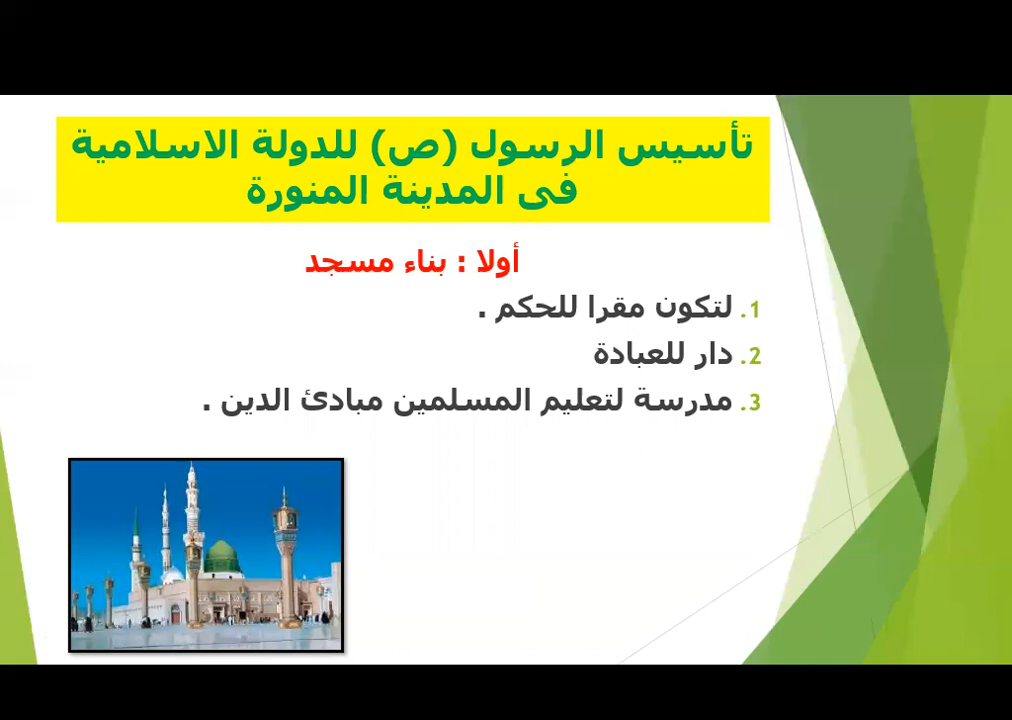 تأسيس الرسول (ص) للدولة الاسلامية
فى المدينة المنورة
أولا : بناء مسجد
1. لتكون مقرا للحكم .
2. دار للعبادة
3. مدرسة لتعليم المسلمين مبادئ الدين .